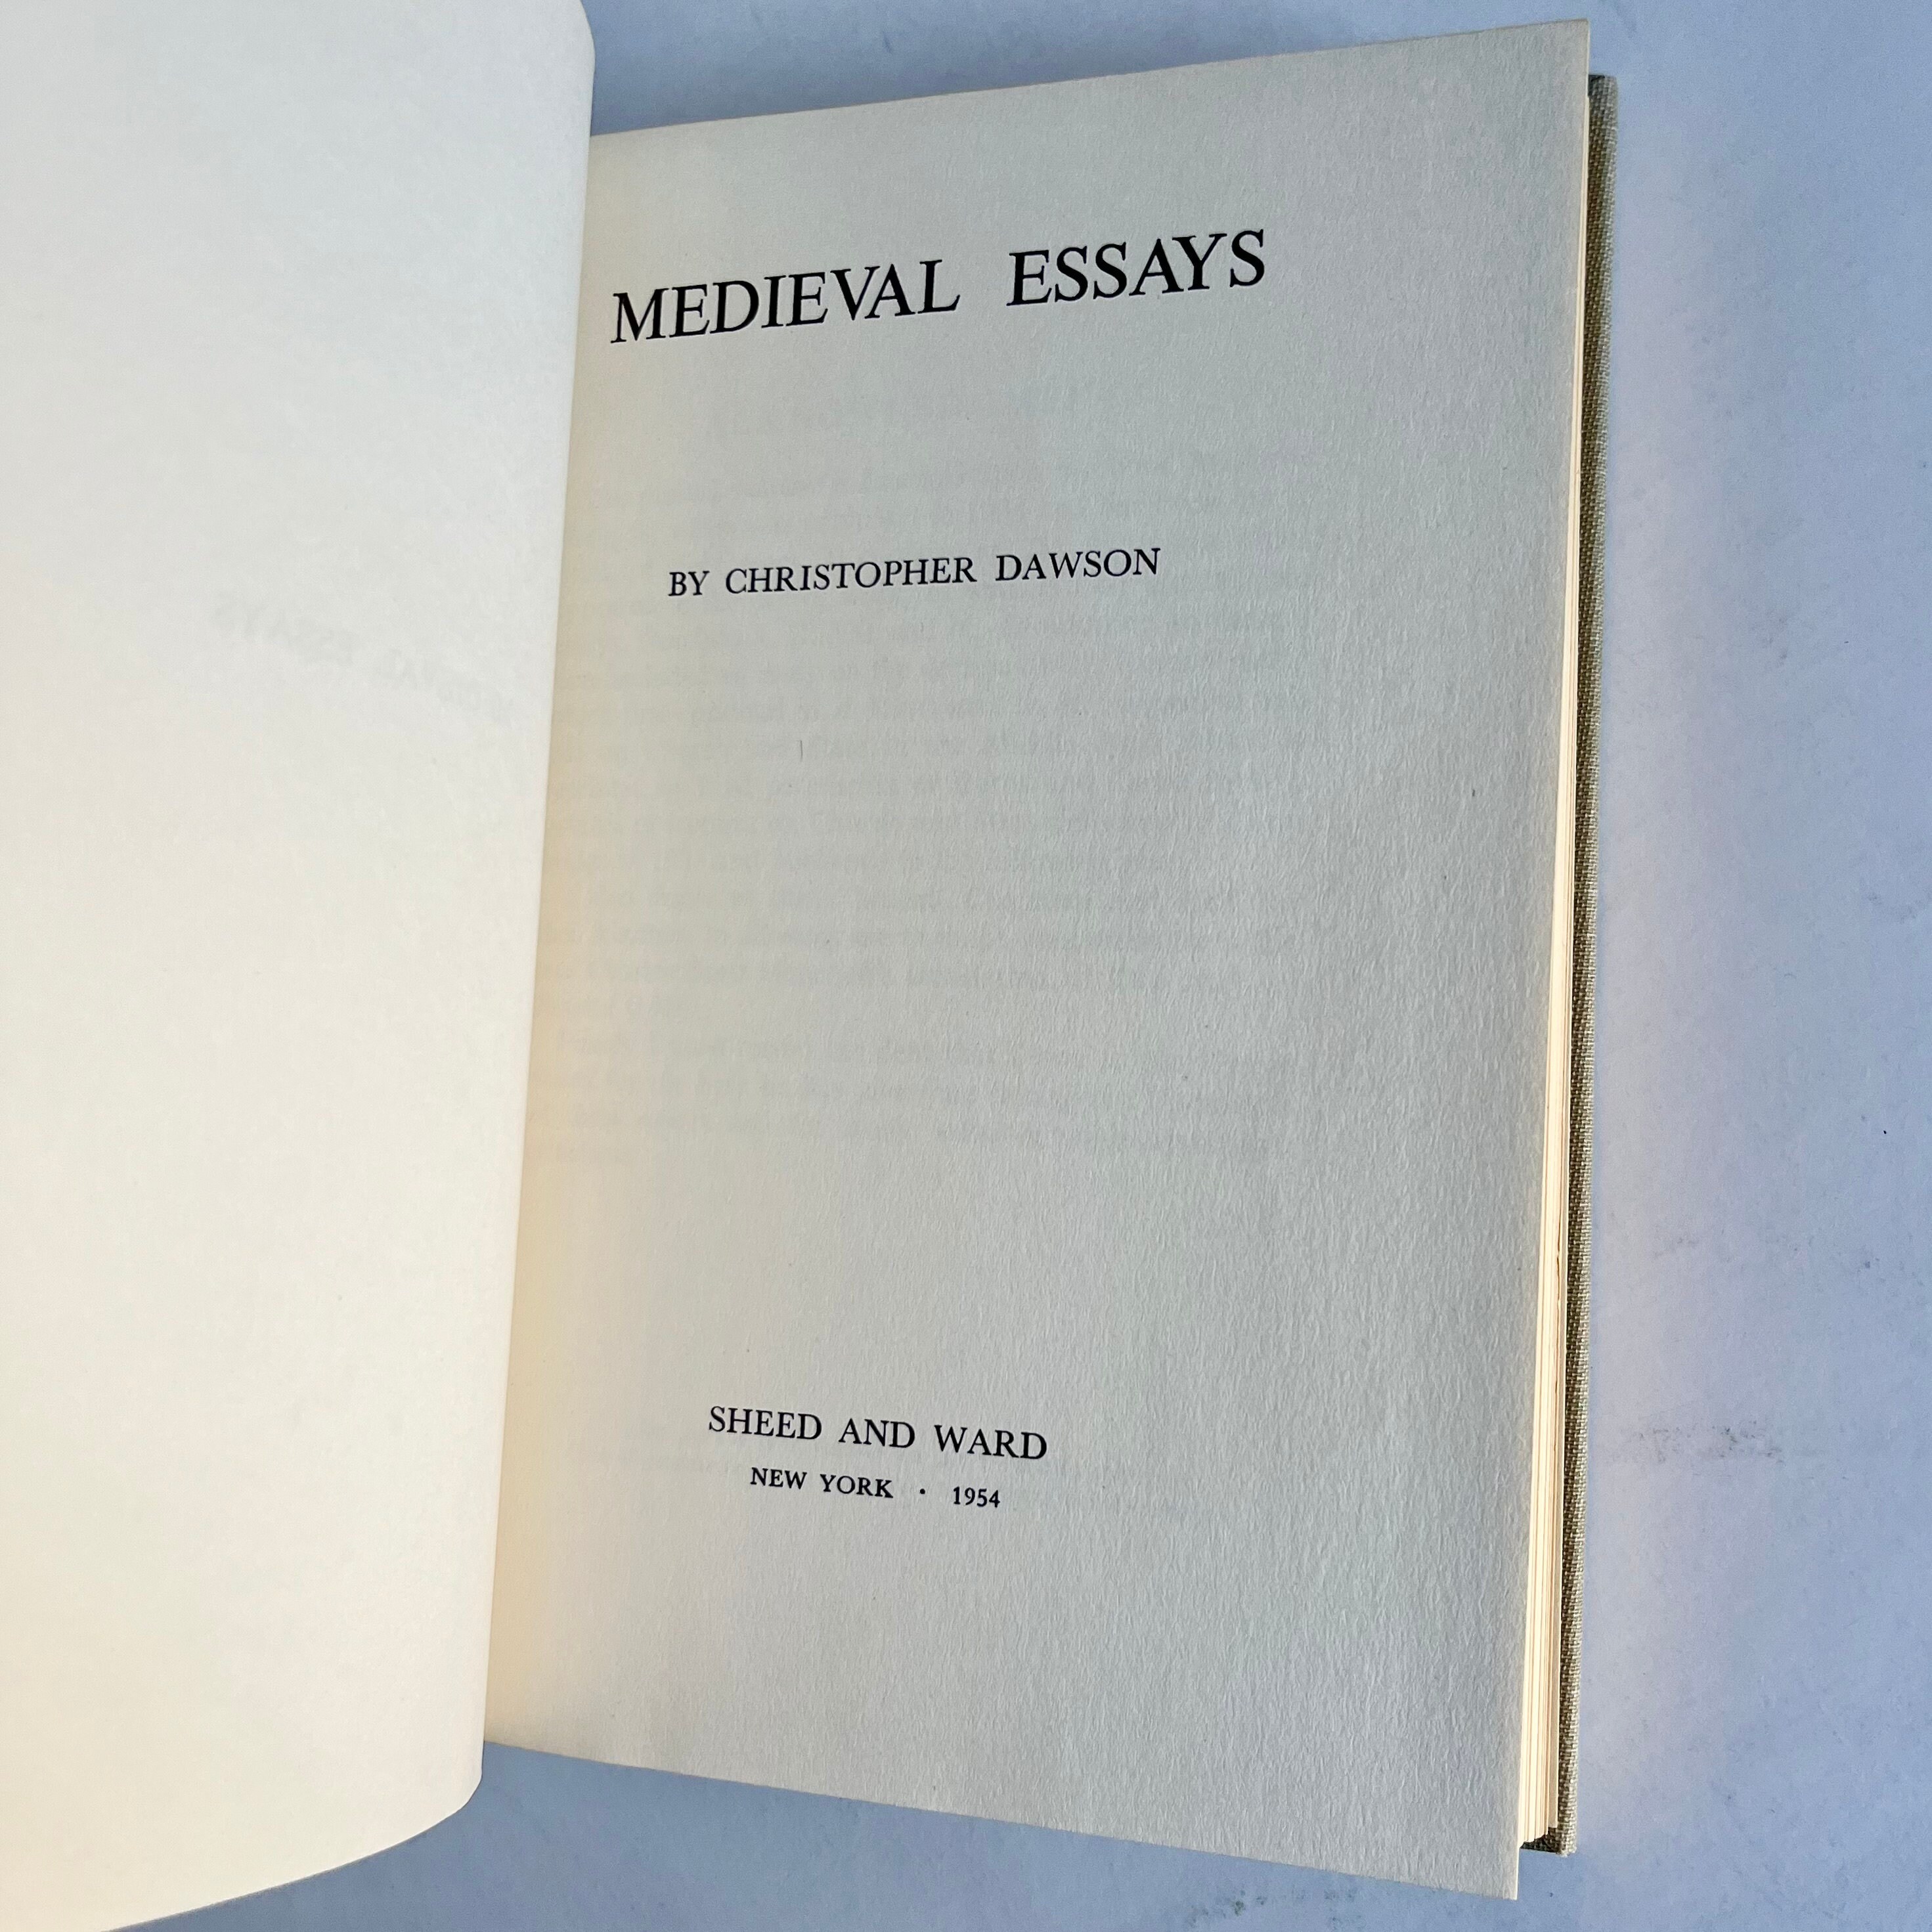 MEDIEVAL ESSAYS
BY CHRISTOPHER DAWSON
SHEED AND WARD
NEW YORK · 1954